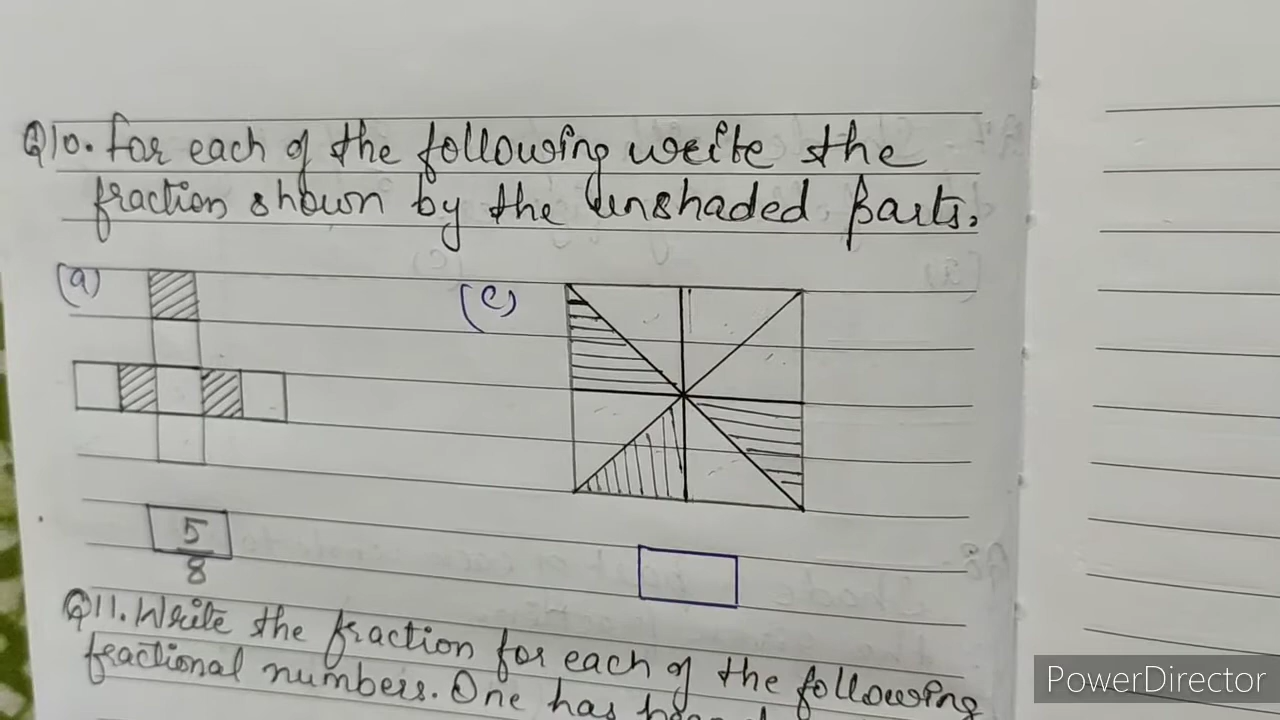 Q10. For each of the following write the
fraction shown by the unshaded parts.
(a)
(c)
5
8
Q11. Write the fraction for each of the following
fractional numbers. One has
PowerDirector